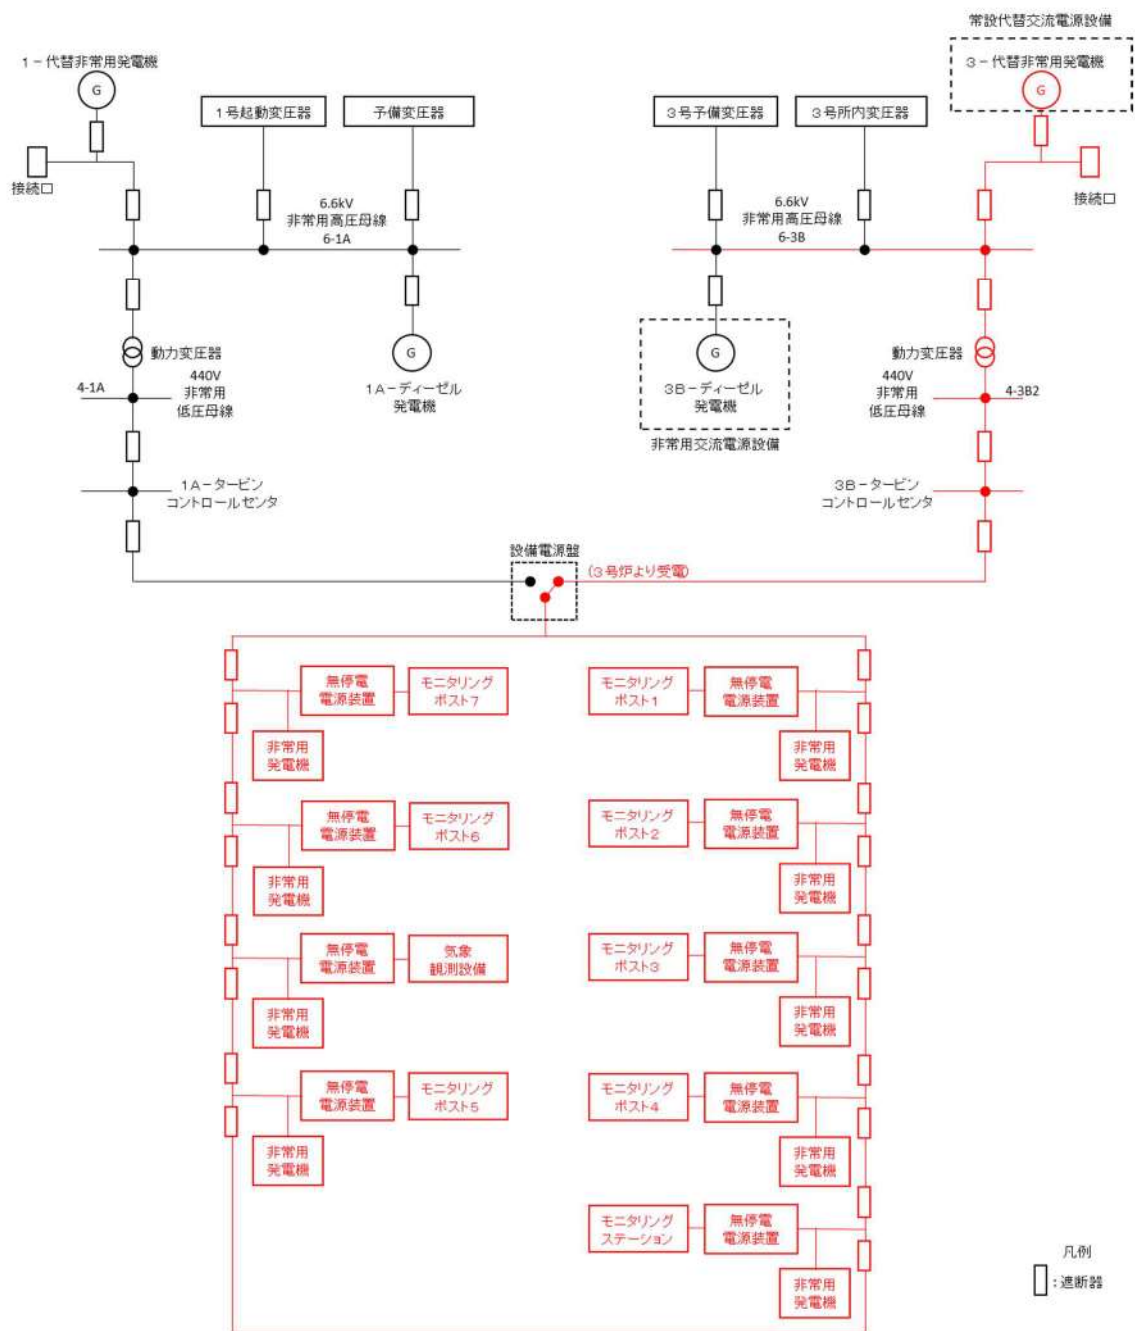 常設代替交流電源設備
1-代替非常用発電機
G
3-代替非常用発電機
G
1号起動変圧器
予備変圧器
3号予備変圧器
3号所内変圧器
接続口
接続口
6.6kV
非常用高圧母線
6-1A
6.6kV
非常用高圧母線
6-3B
動力変圧器
G
1A-ディーゼル
発電機
G
3B-ディーゼル
発電機
非常用交流電源設備
動力変圧器
4-1A
440V
非常用
低圧母線
440V
非常用
低圧母線
4-3B2
1A-タービン
コントロールセンタ
3B-タービン
コントロールセンタ
設備電源盤
(3号炉より受電)
無停電
電源装置
モニタリング
ポスト7
モニタリング
ポスト1
無停電
電源装置
非常用
発電機
非常用
発電機
無停電
電源装置
モニタリング
ポスト6
モニタリング
ポスト2
無停電
電源装置
非常用
発電機
非常用
発電機
無停電
電源装置
気象
観測設備
モニタリング
ポスト3
無停電
電源装置
非常用
発電機
非常用
発電機
無停電
電源装置
モニタリング
ポスト5
モニタリング
ポスト4
無停電
電源装置
非常用
発電機
非常用
発電機
モニタリング
ステーション
無停電
電源装置
非常用
発電機
凡例
:遮断器